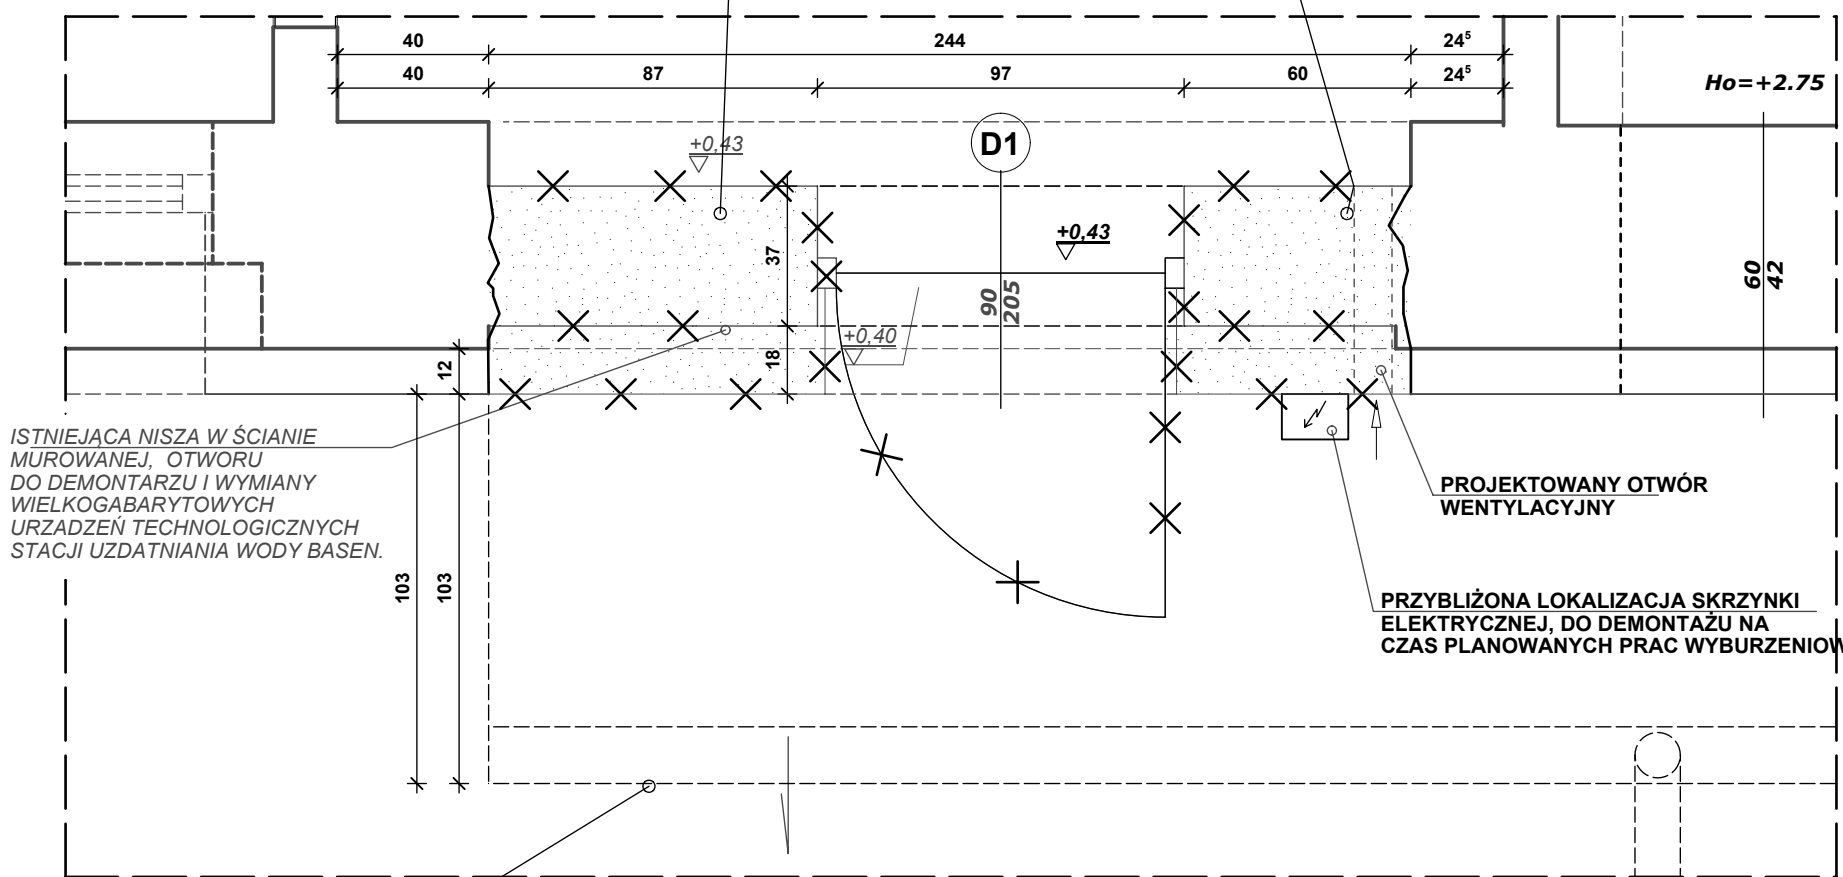 40 244 24⁵
40 87 97 60 24⁵
Ho=+2.75
+0,43
D1
37
+0,43
90
205
60
42
+0,40
18
12
ISTNIEJĄCA NISZA W ŚCIANIE
MUROWANEJ, OTWORU
DO DEMONTARZU I WYMIANY
WIELKOGABARYTOWYCH
URZADZEŃ TECHNOLOGICZNYCH
STACJI UZDATNIANIA WODY BASEN.
PROJEKTOWANY OTWÓR
WENTYLACYJNY
103
103
PRZYBLIŻONA LOKALIZACJA SKRZYNKI
ELEKTRYCZNEJ, DO DEMONTAŻU NA
CZAS PLANOWANYCH PRAC WYBURZENIOW